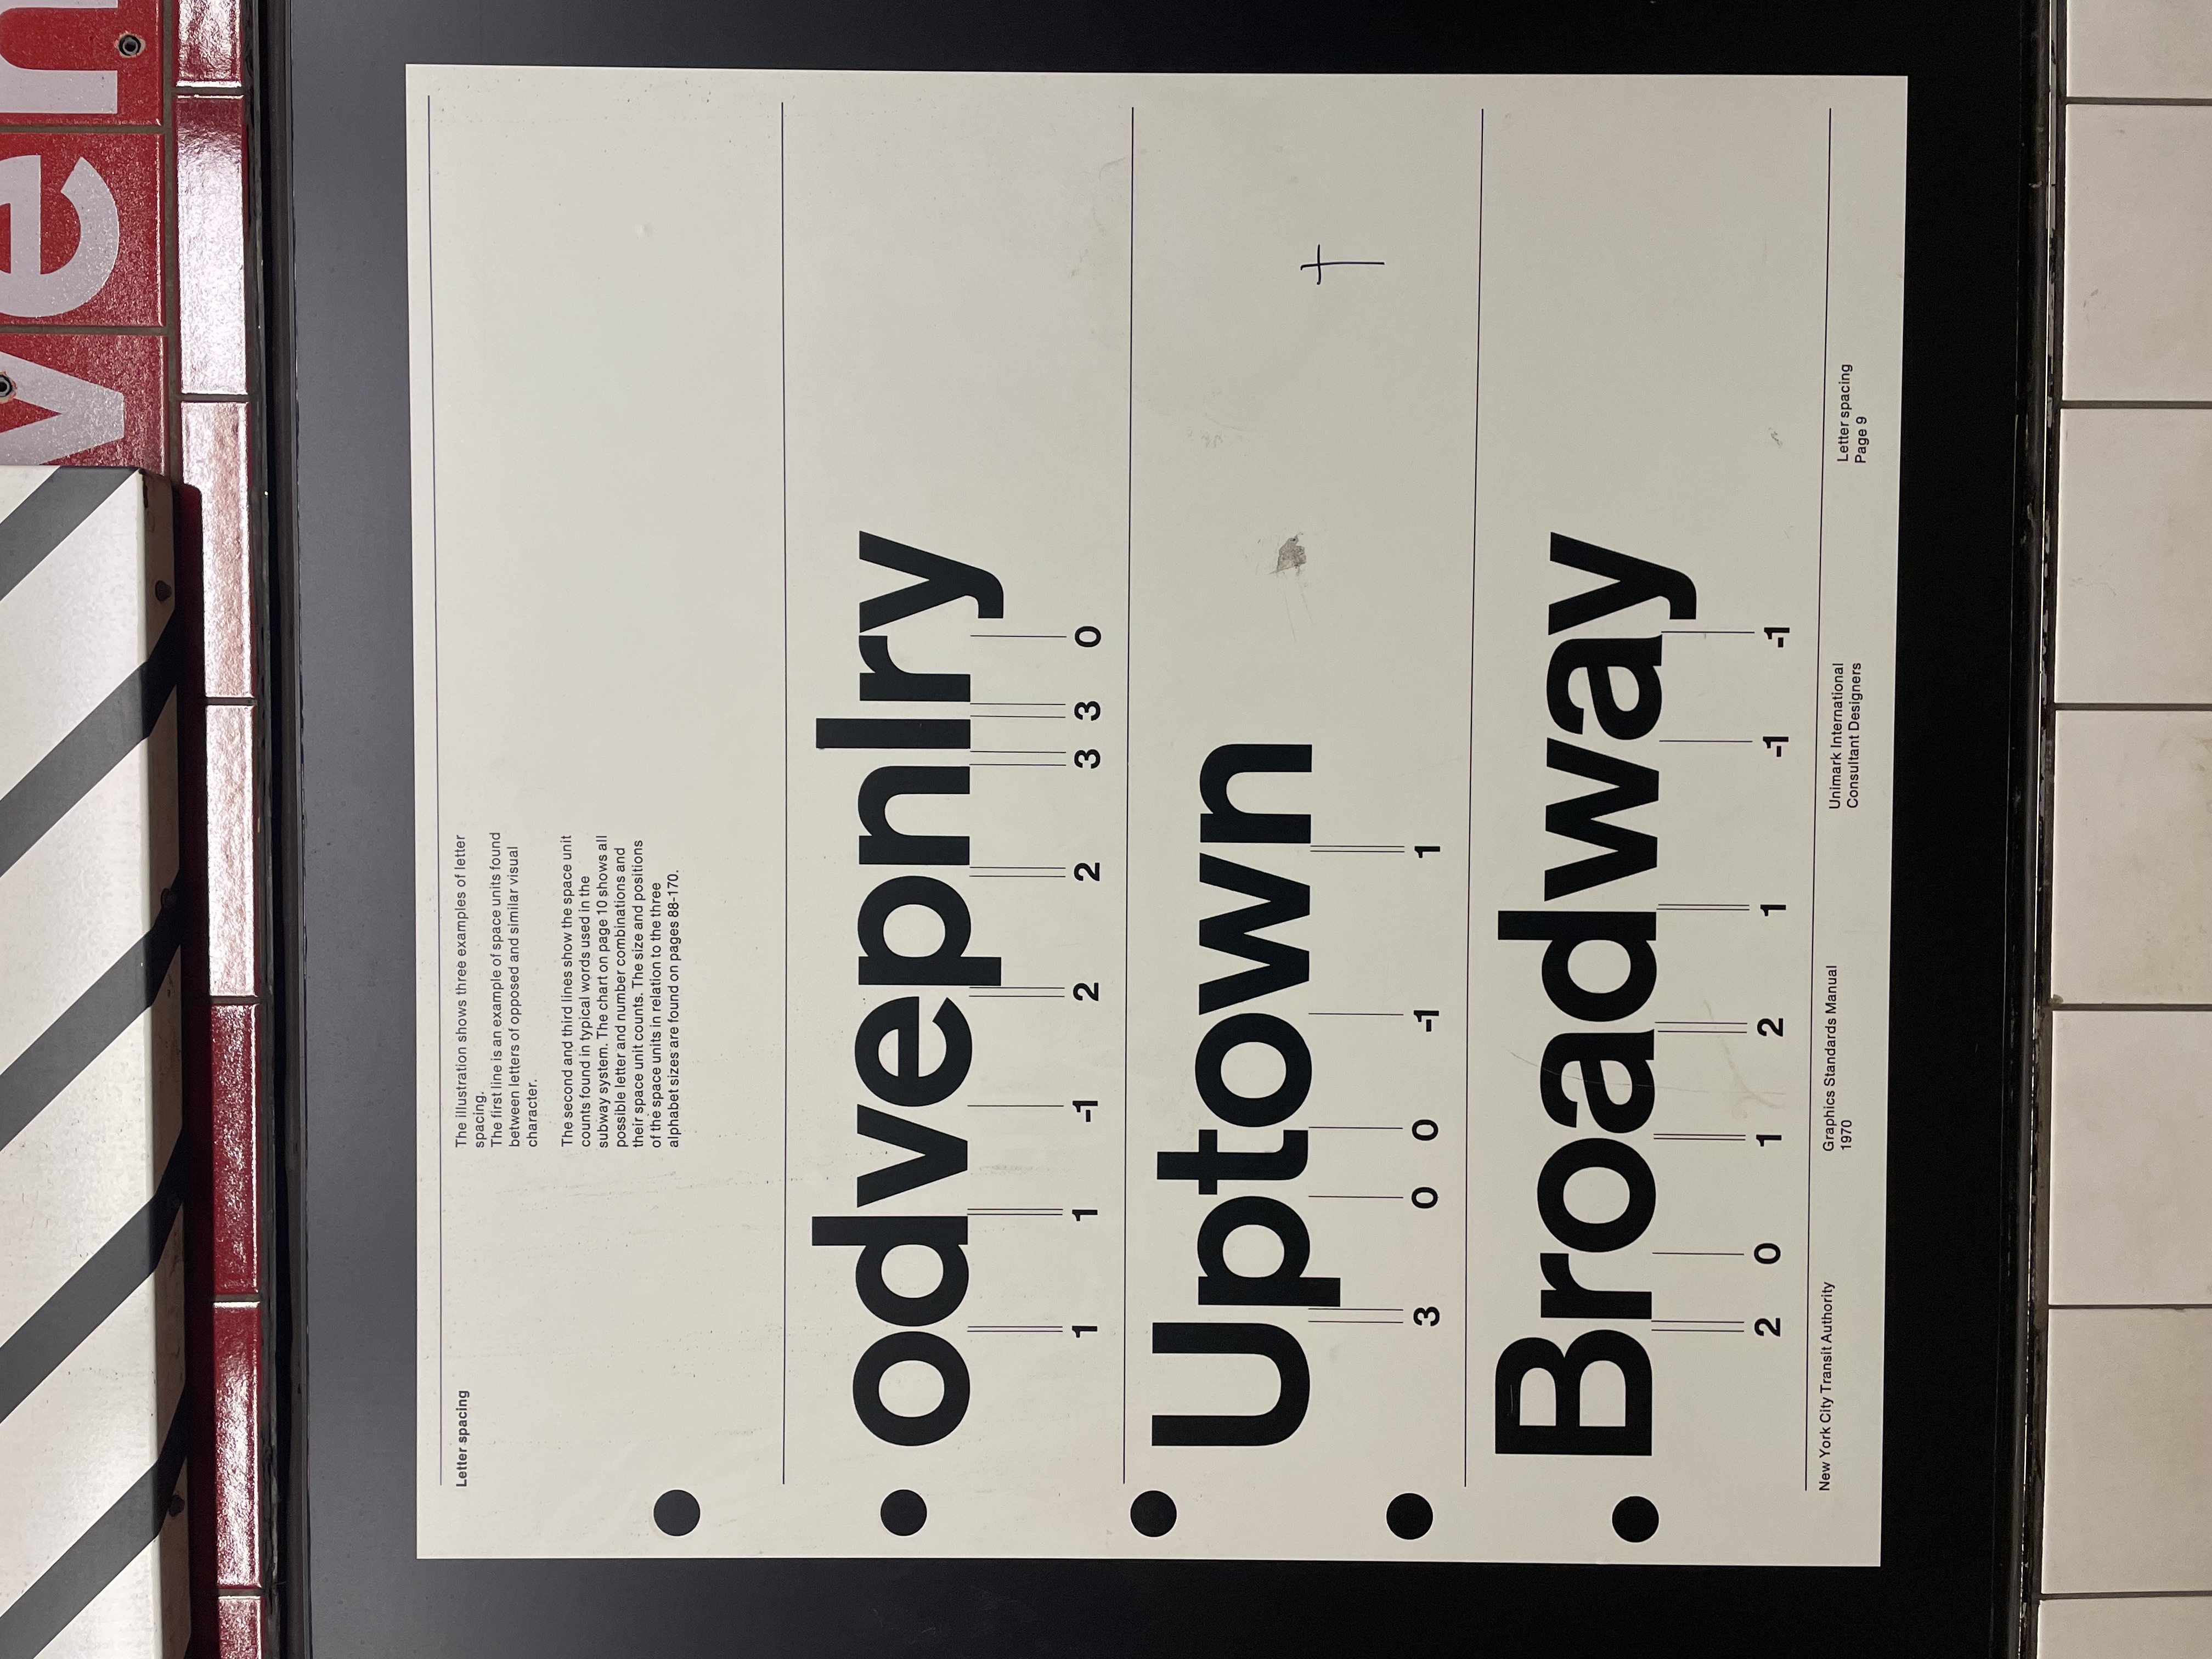 ven
Letter spacing
The illustration shows three examples of letter
spacing.
The first line is an example of space units found
between letters of opposed and similar visual
character.
The second and third lines show the space unit
counts found in typical words used in the
subway system. The chart on page 10 shows all
possible letter and number combinations and
their space unit counts. The size and positions
of the space units in relation to the three
alphabet sizes are found on pages 88-170.
odvepnlry
1 1 -1 2 2 3 3 0
Uptown
3 0 0 -1 1
Broadway
2 0 1 2 1 -1 -1
New York City Transit Authority
Graphics Standards Manual
1970
Unimark International
Consultant Designers
Letter spacing
Page 9